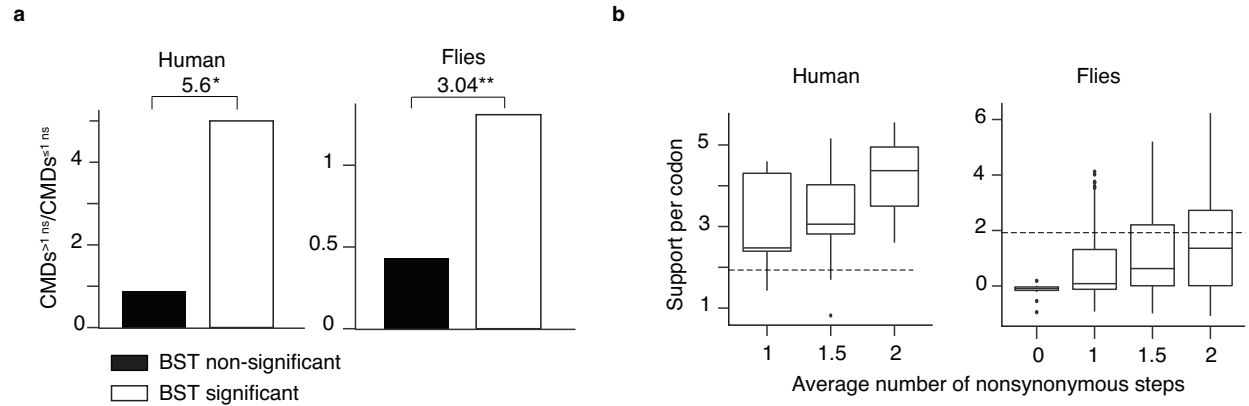 a
Human
5.6*
Flies
3.04**
CMDs>1 ns/CMDs≤1 ns
4
2
0
1
0.5
0
BST non-significant
BST significant
b
Human
Flies
Support per codon
5
3
1
1 1.5 2
6
4
2
0
0 1 1.5 2
Average number of nonsynonymous steps